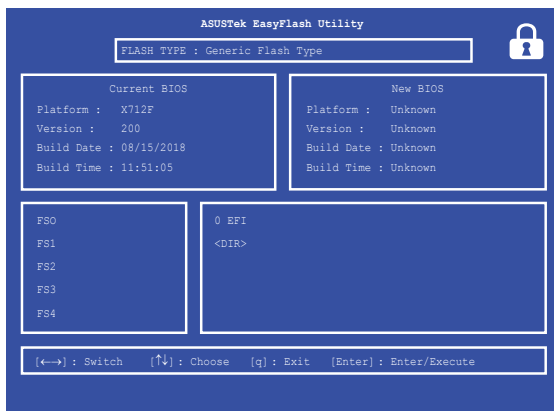 ASUSTek EasyFlash Utility
FLASH TYPE : Generic Flash Type
Current BIOS
Platform : X712F
Version : 200
Build Date : 08/15/2018
Build Time : 11:51:05
New BIOS
Platform : Unknown
Version : Unknown
Build Date : Unknown
Build Time : Unknown
FSO
FS1
FS2
FS3
FS4
0 EFI
<DIR>
[←→] : Switch [↑↓] : Choose [q] : Exit [Enter] : Enter/Execute